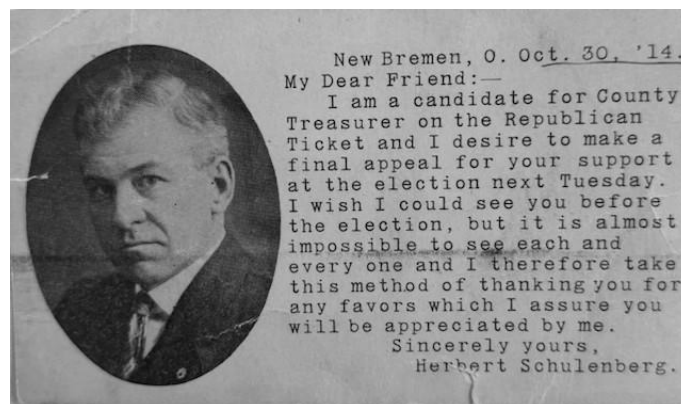 New Bremen, O. Oct. 30, '14.
My Dear Friend:—
I am a candidate for County
Treasurer on the Republican
Ticket and I desire to make a
final appeal for your support
at the election next Tuesday.
I wish I could see you before
the election, but it is almost
impossible to see each and
every one and I therefore take
this method of thanking you for
any favors which I assure you
will be appreciated by me.
Sincerely yours,
Herbert Schulenberg.